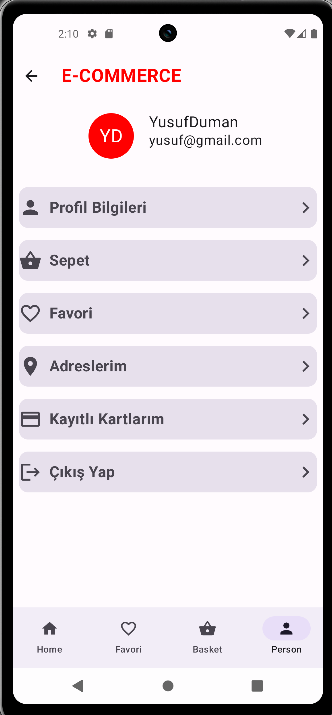 2:10
E-COMMERCE
YD
YusufDuman
yusuf@gmail.com
Profil Bilgileri
Sepet
Favori
Adreslerim
Kayıtlı Kartlarım
Çıkış Yap
Home
Favori
Basket
Person